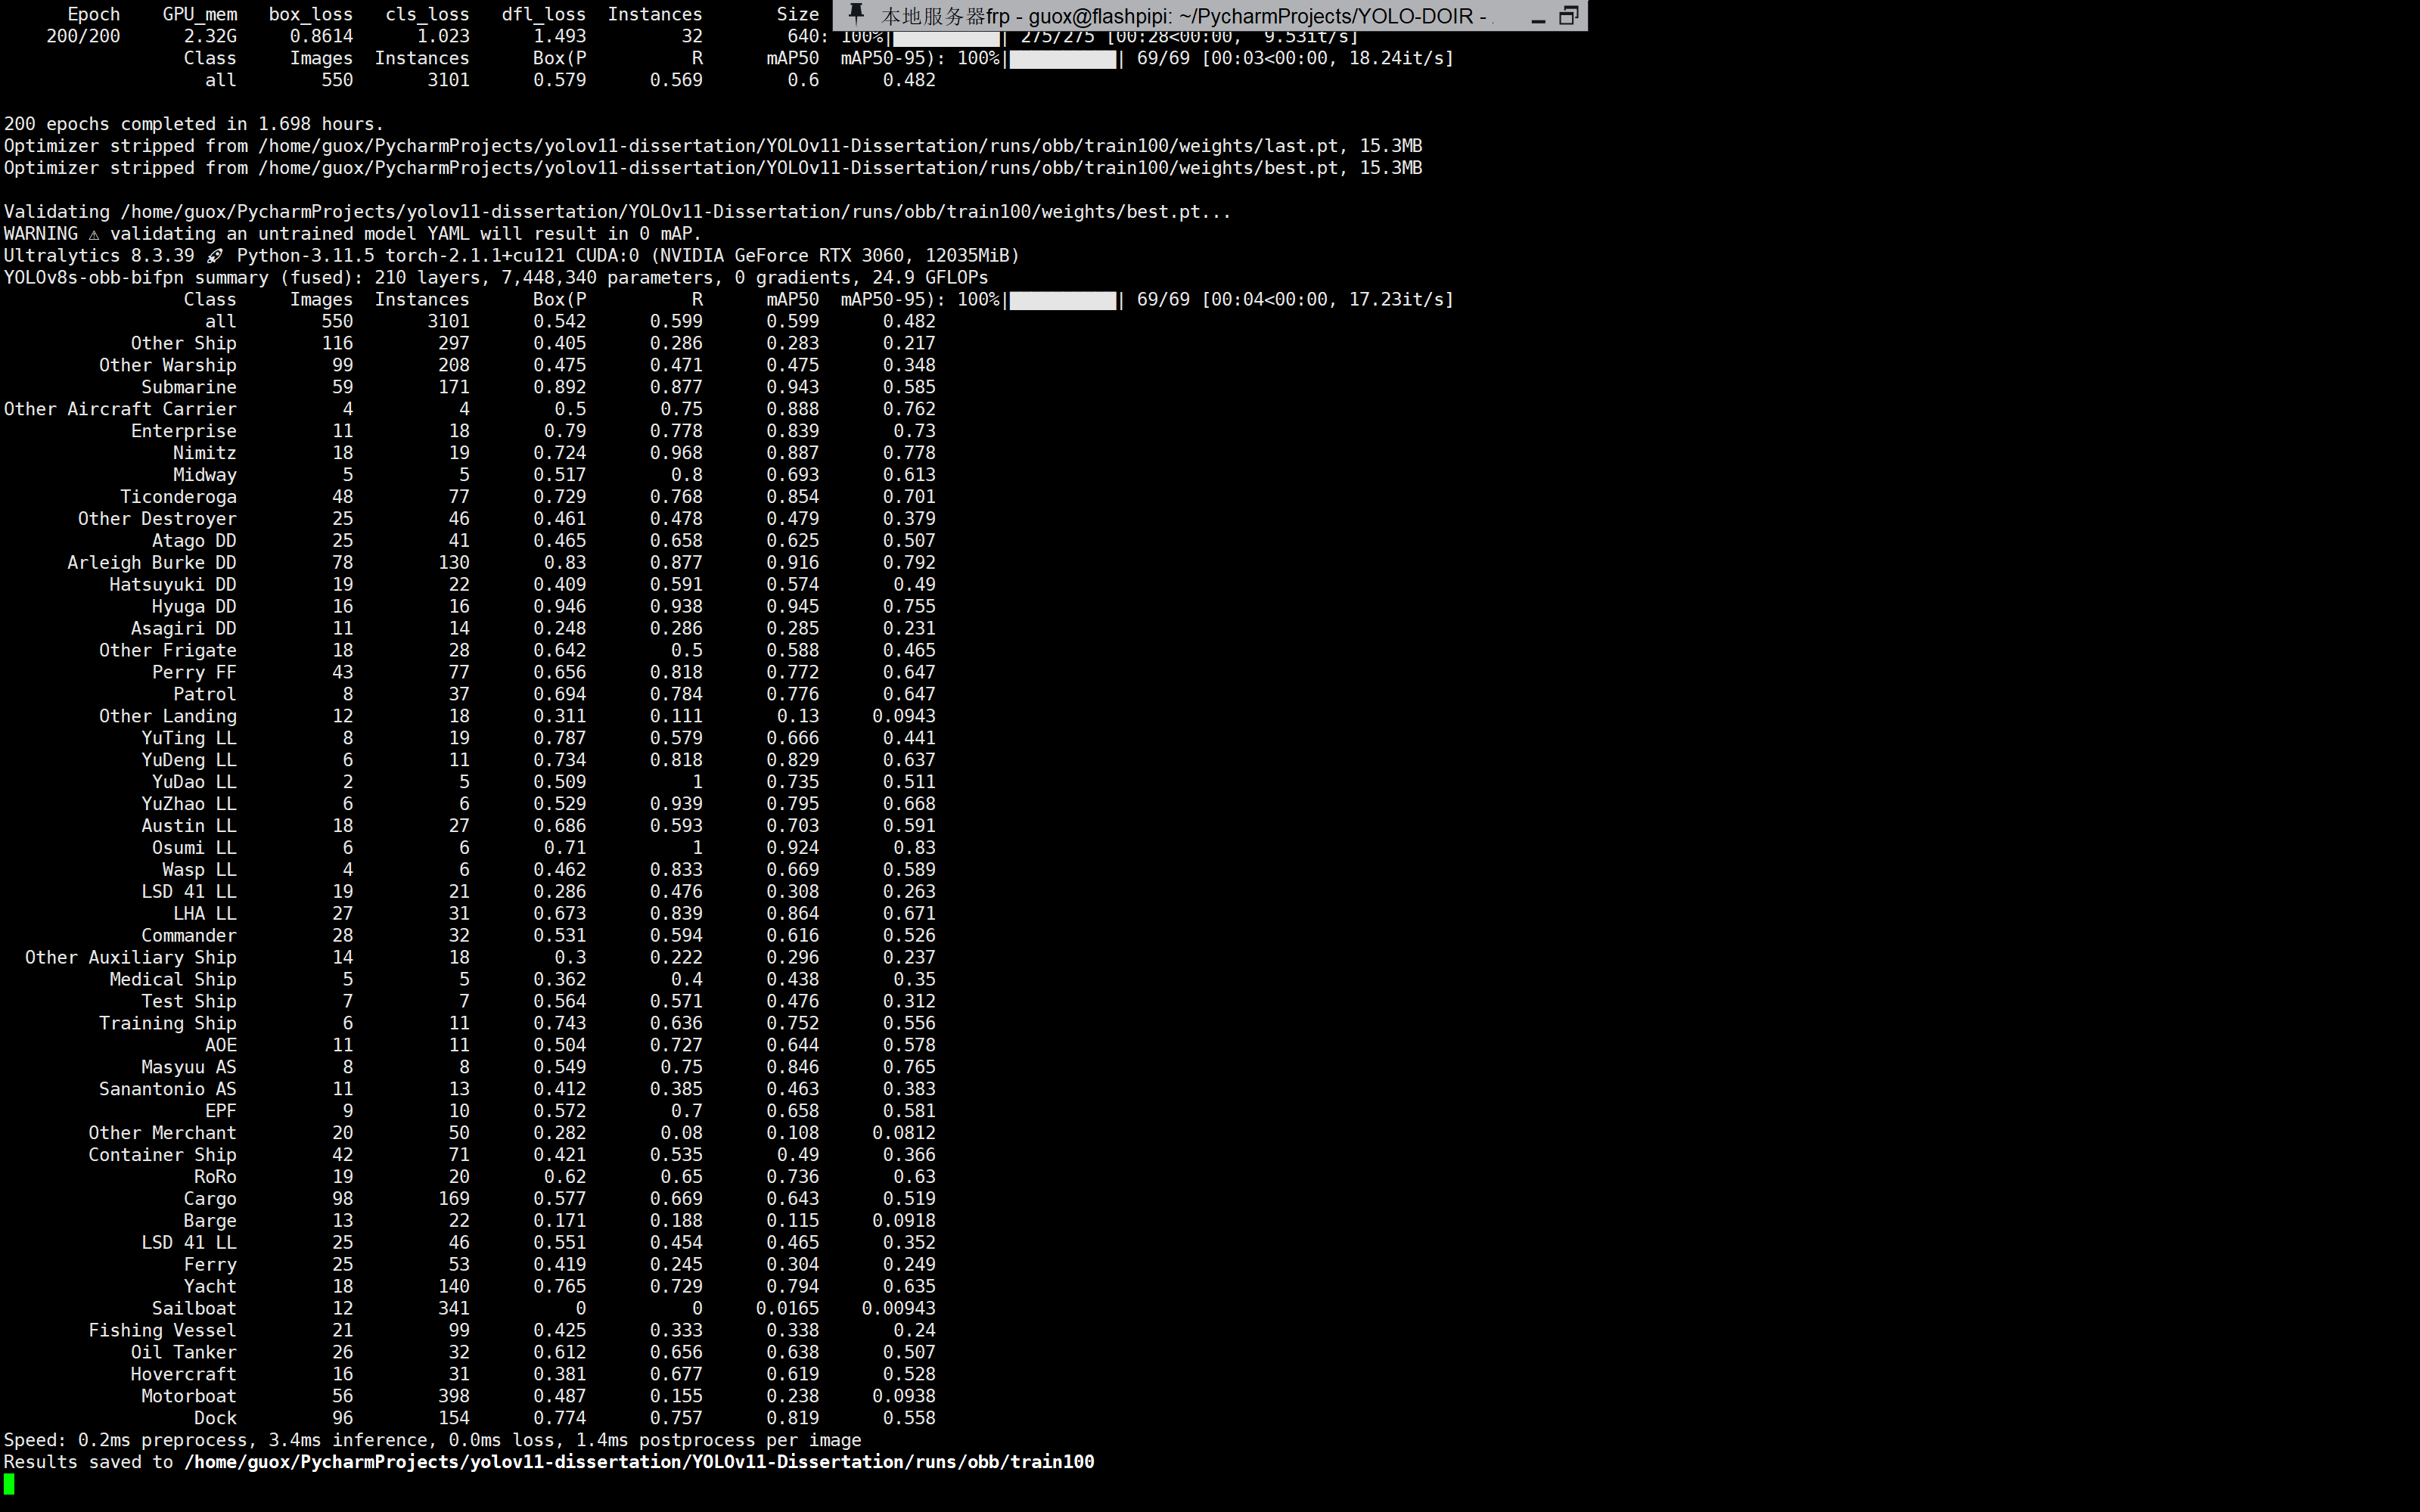 Epoch GPU_mem box_loss cls_loss dfl_loss Instances Size
本地服务器frp - guox@flashpipi: ~/PycharmProjects/YOLO-DOIR -
200/200 2.32G 0.8614 1.023 1.493 32 640: 100%|██████████| 275/275 [00:28<00:00, 9.53it/s]
Class Images Instances Box(P R mAP50 mAP50-95): 100%|██████████| 69/69 [00:03<00:00, 18.24it/s]
all 550 3101 0.579 0.569 0.6 0.482
200 epochs completed in 1.698 hours.
Optimizer stripped from /home/guox/PycharmProjects/yolov11-dissertation/YOLOv11-Dissertation/runs/obb/train100/weights/last.pt, 15.3MB
Optimizer stripped from /home/guox/PycharmProjects/yolov11-dissertation/YOLOv11-Dissertation/runs/obb/train100/weights/best.pt, 15.3MB
Validating /home/guox/PycharmProjects/yolov11-dissertation/YOLOv11-Dissertation/runs/obb/train100/weights/best.pt...
WARNING ⚠ validating an untrained model YAML will result in 0 mAP.
Ultralytics 8.3.39 🚀 Python-3.11.5 torch-2.1.1+cu121 CUDA:0 (NVIDIA GeForce RTX 3060, 12035MiB)
YOLOv8s-obb-bifpn summary (fused): 210 layers, 7,448,340 parameters, 0 gradients, 24.9 GFLOPs
Class Images Instances Box(P R mAP50 mAP50-95): 100%|██████████| 69/69 [00:04<00:00, 17.23it/s]
all 550 3101 0.542 0.599 0.599 0.482
Other Ship 116 297 0.405 0.286 0.283 0.217
Other Warship 99 208 0.475 0.471 0.475 0.348
Submarine 59 171 0.892 0.877 0.943 0.585
Other Aircraft Carrier 4 4 0.5 0.75 0.888 0.762
Enterprise 11 18 0.79 0.778 0.839 0.73
Nimitz 18 19 0.724 0.968 0.887 0.778
Midway 5 5 0.517 0.8 0.693 0.613
Ticonderoga 48 77 0.729 0.768 0.854 0.701
Other Destroyer 25 46 0.461 0.478 0.479 0.379
Atago DD 25 41 0.465 0.658 0.625 0.507
Arleigh Burke DD 78 130 0.83 0.877 0.916 0.792
Hatsuyuki DD 19 22 0.409 0.591 0.574 0.49
Hyuga DD 16 16 0.946 0.938 0.945 0.755
Asagiri DD 11 14 0.248 0.286 0.285 0.231
Other Frigate 18 28 0.642 0.5 0.588 0.465
Perry FF 43 77 0.656 0.818 0.772 0.647
Patrol 8 37 0.694 0.784 0.776 0.647
Other Landing 12 18 0.311 0.111 0.13 0.0943
YuTing LL 8 19 0.787 0.579 0.666 0.441
YuDeng LL 6 11 0.734 0.818 0.829 0.637
YuDao LL 2 5 0.509 1 0.735 0.511
YuZhao LL 6 6 0.529 0.939 0.795 0.668
Austin LL 18 27 0.686 0.593 0.703 0.591
Osumi LL 6 6 0.71 1 0.924 0.83
Wasp LL 4 6 0.462 0.833 0.669 0.589
LSD 41 LL 19 21 0.286 0.476 0.308 0.263
LHA LL 27 31 0.673 0.839 0.864 0.671
Commander 28 32 0.531 0.594 0.616 0.526
Other Auxiliary Ship 14 18 0.3 0.222 0.296 0.237
Medical Ship 5 5 0.362 0.4 0.438 0.35
Test Ship 7 7 0.564 0.571 0.476 0.312
Training Ship 6 11 0.743 0.636 0.752 0.556
AOE 11 11 0.504 0.727 0.644 0.578
Masyuu AS 8 8 0.549 0.75 0.846 0.765
Sanantonio AS 11 13 0.412 0.385 0.463 0.383
EPF 9 10 0.572 0.7 0.658 0.581
Other Merchant 20 50 0.282 0.08 0.108 0.0812
Container Ship 42 71 0.421 0.535 0.49 0.366
RoRo 19 20 0.62 0.65 0.736 0.63
Cargo 98 169 0.577 0.669 0.643 0.519
Barge 13 22 0.171 0.188 0.115 0.0918
LSD 41 LL 25 46 0.551 0.454 0.465 0.352
Ferry 25 53 0.419 0.245 0.304 0.249
Yacht 18 140 0.765 0.729 0.794 0.635
Sailboat 12 341 0 0 0.0165 0.00943
Fishing Vessel 21 99 0.425 0.333 0.338 0.24
Oil Tanker 26 32 0.612 0.656 0.638 0.507
Hovercraft 16 31 0.381 0.677 0.619 0.528
Motorboat 56 398 0.487 0.155 0.238 0.0938
Dock 96 154 0.774 0.757 0.819 0.558
Speed: 0.2ms preprocess, 3.4ms inference, 0.0ms loss, 1.4ms postprocess per image
Results saved to /home/guox/PycharmProjects/yolov11-dissertation/YOLOv11-Dissertation/runs/obb/train100